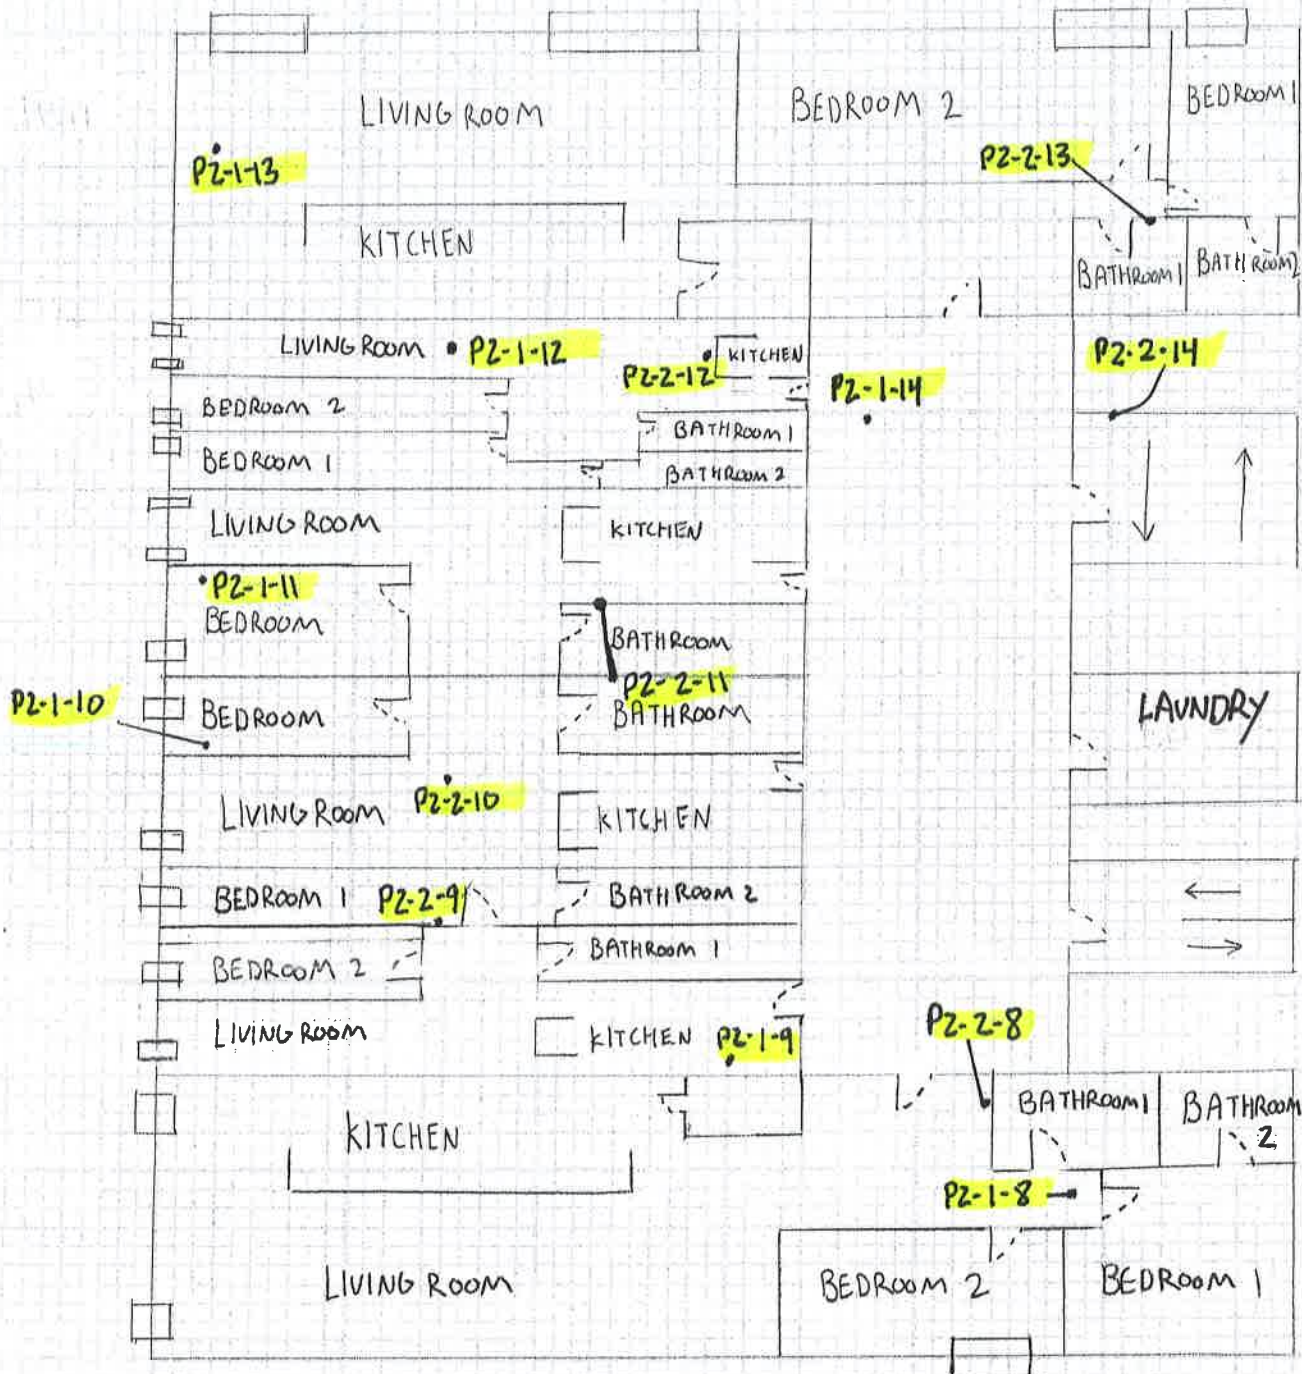 LIVING ROOM
BEDROOM 2
BEDROOM 1
P2-1-13
P2-2-13
KITCHEN
BATHROOM 1
BATHROOM 2
LIVING ROOM
P2-1-12
KITCHEN
P2-2-12
P2-1-14
P2-2-14
BEDROOM 2
BATHROOM 1
BEDROOM 1
BATHROOM 2
LIVING ROOM
KITCHEN
P2-1-11
BEDROOM
BATHROOM
P2-2-11
P2-1-10
BEDROOM
BATHROOM
LAUNDRY
LIVING ROOM
P2-2-10
KITCHEN
BEDROOM 1
P2-2-9
BATHROOM 2
BEDROOM 2
BATHROOM 1
LIVING ROOM
KITCHEN
P2-1-9
P2-2-8
KITCHEN
BATHROOM 1
BATHROOM
2
P2-1-8
LIVING ROOM
BEDROOM 2
BEDROOM 1